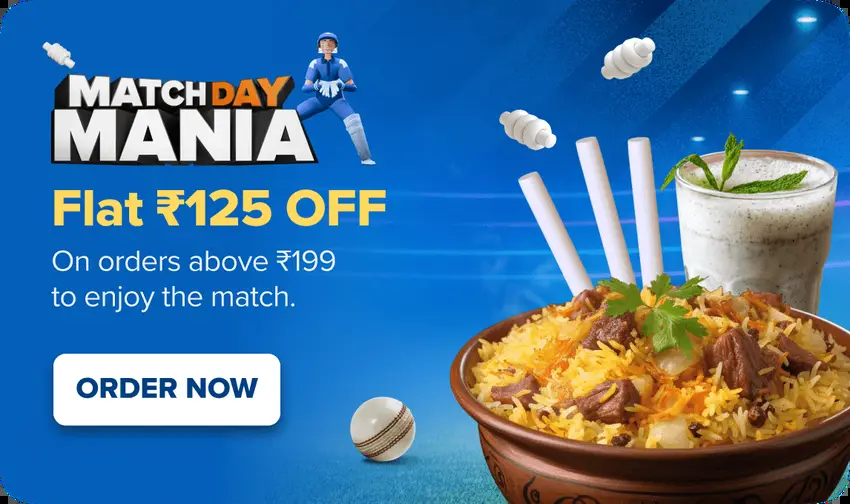 MATCH DAY
MANIA
Flat ₹125 OFF
On orders above ₹199
to enjoy the match.
ORDER NOW